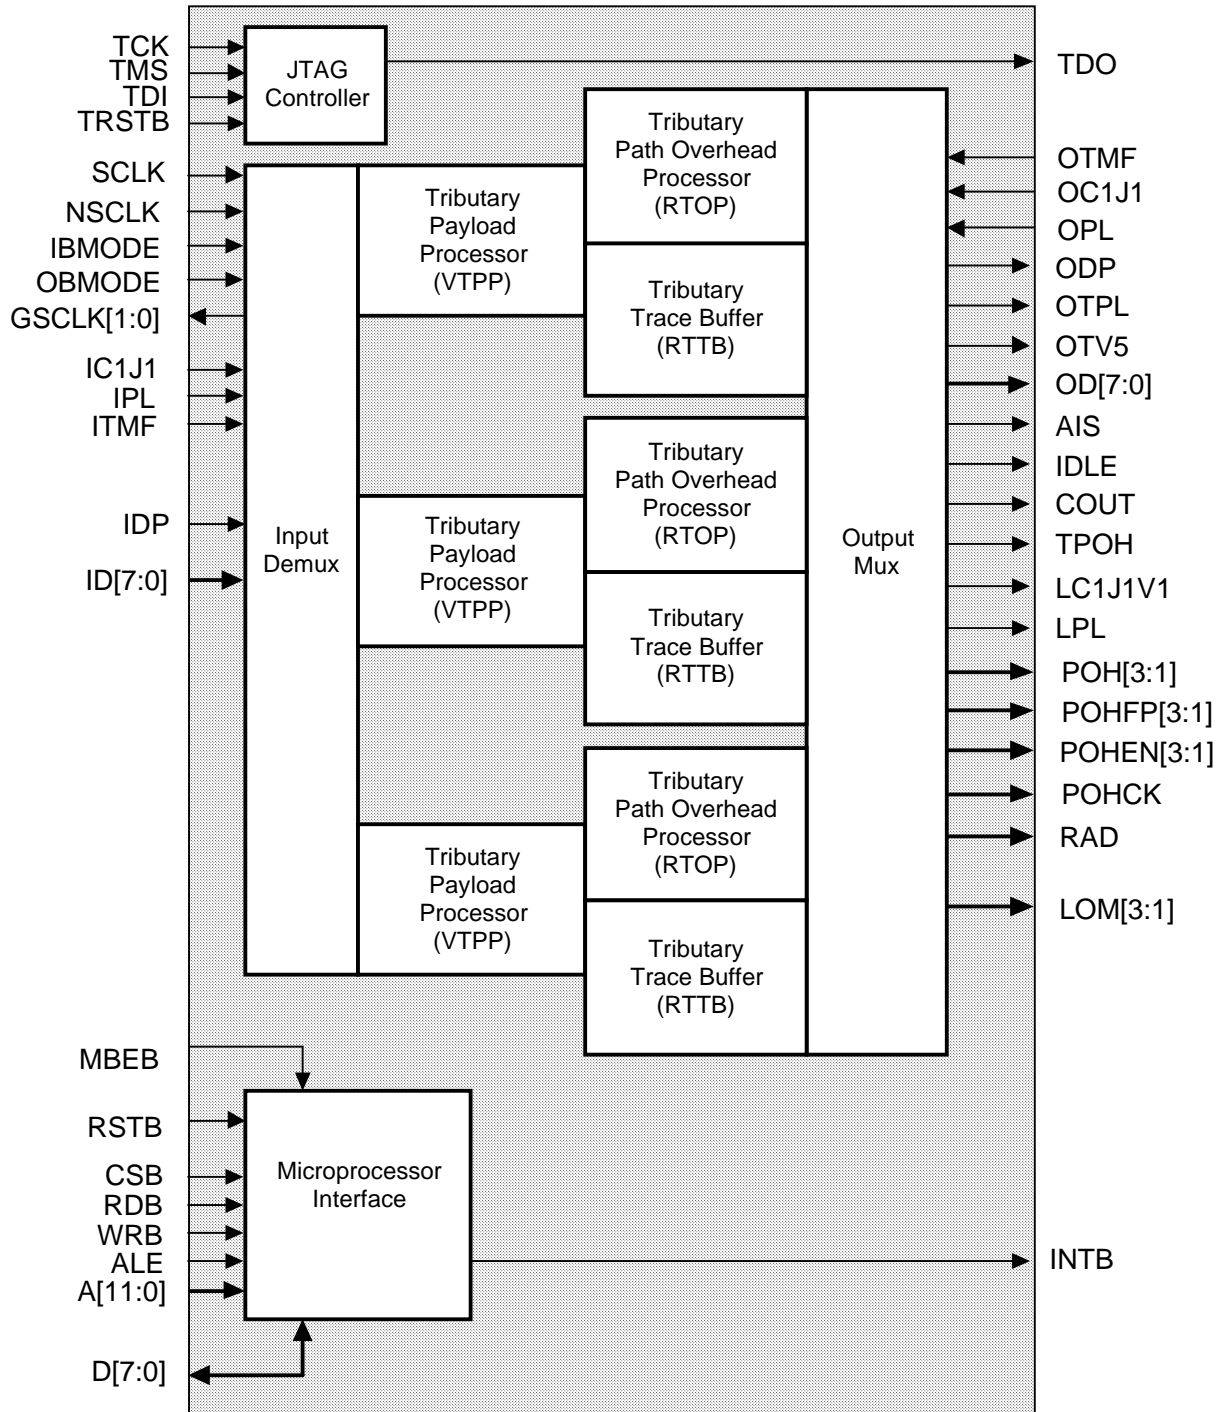 TCK
TMS
TDI
TRSTB
SCLK
NSCLK
IBMODE
OBMODE
GSCLK[1:0]
IC1J1
IPL
ITMF
IDP
ID[7:0]
MBEB
RSTB
CSB
RDB
WRB
ALE
A[11:0]
D[7:0]
JTAG
Controller
Input
Demux
Tributary
Payload
Processor
(VTPP)
Tributary
Payload
Processor
(VTPP)
Tributary
Payload
Processor
(VTPP)
Microprocessor
Interface
Tributary
Path Overhead
Processor
(RTOP)
Tributary
Trace Buffer
(RTTB)
Tributary
Path Overhead
Processor
(RTOP)
Tributary
Trace Buffer
(RTTB)
Tributary
Path Overhead
Processor
(RTOP)
Tributary
Trace Buffer
(RTTB)
Output
Mux
TDO
OTMF
OC1J1
OPL
ODP
OTPL
OTV5
OD[7:0]
AIS
IDLE
COUT
TPOH
LC1J1V1
LPL
POH[3:1]
POHFP[3:1]
POHEN[3:1]
POHCK
RAD
LOM[3:1]
INTB